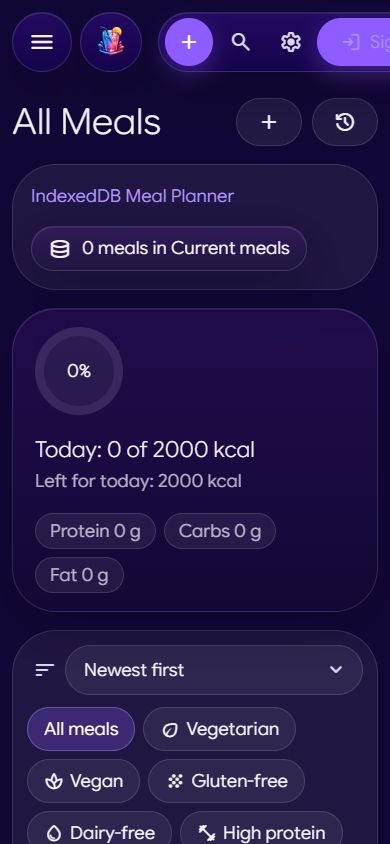 Sig
All Meals
IndexedDB Meal Planner
0 meals in Current meals
0%
Today: 0 of 2000 kcal
Left for today: 2000 kcal
Protein 0 g
Carbs 0 g
Fat 0 g
Newest first
All meals
Vegetarian
Vegan
Gluten-free
Dairy-free
High protein